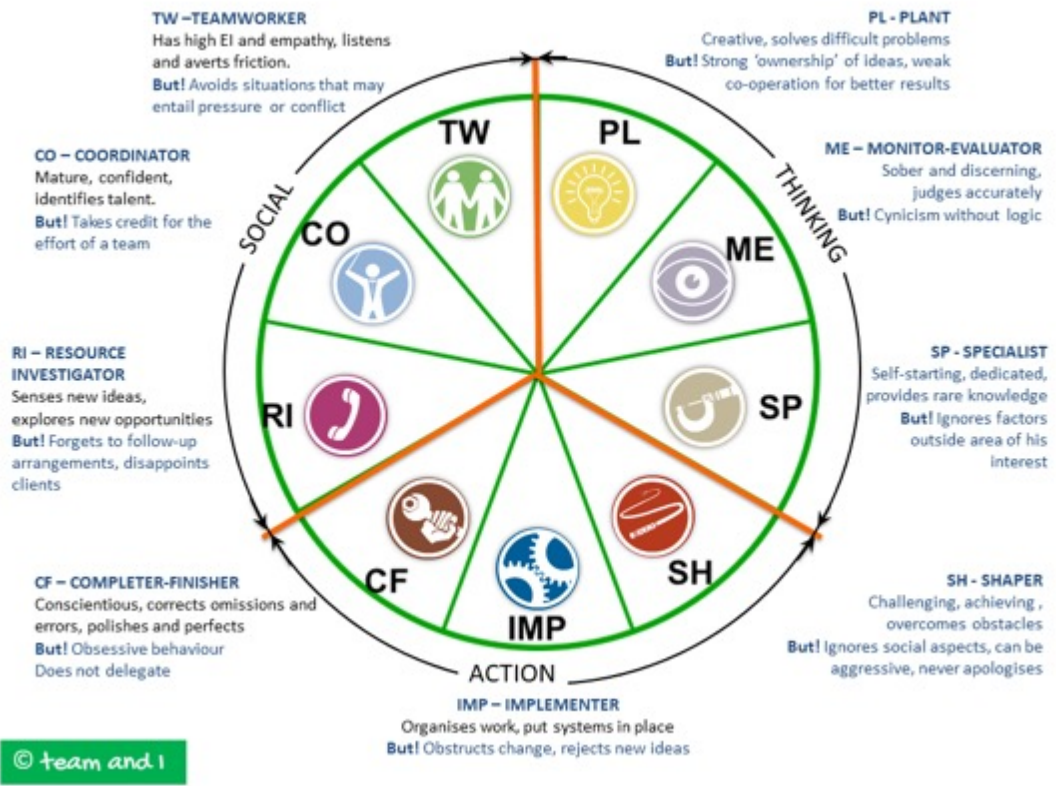 TW –TEAMWORKER
Has high EI and empathy, listens
and averts friction.
But! Avoids situations that may
entail pressure or conflict
PL - PLANT
Creative, solves difficult problems
But! Strong ‘ownership’ of ideas, weak
co-operation for better results
CO – COORDINATOR
Mature, confident,
identifies talent.
But! Takes credit for the
effort of a team
ME – MONITOR-EVALUATOR
Sober and discerning,
judges accurately
But! Cynicism without logic
SOCIAL
THINKING
TW
PL
CO
ME
RI
SP
CF
SH
IMP
ACTION
RI – RESOURCE
INVESTIGATOR
Senses new ideas,
explores new opportunities
But! Forgets to follow-up
arrangements, disappoints
clients
SP - SPECIALIST
Self-starting, dedicated,
provides rare knowledge
But! Ignores factors
outside area of his
interest
CF – COMPLETER-FINISHER
Conscientious, corrects omissions and
errors, polishes and perfects
But! Obsessive behaviour
Does not delegate
SH - SHAPER
Challenging, achieving ,
overcomes obstacles
But! Ignores social aspects, can be
aggressive, never apologises
IMP – IMPLEMENTER
Organises work, put systems in place
But! Obstructs change, rejects new ideas
© team and I